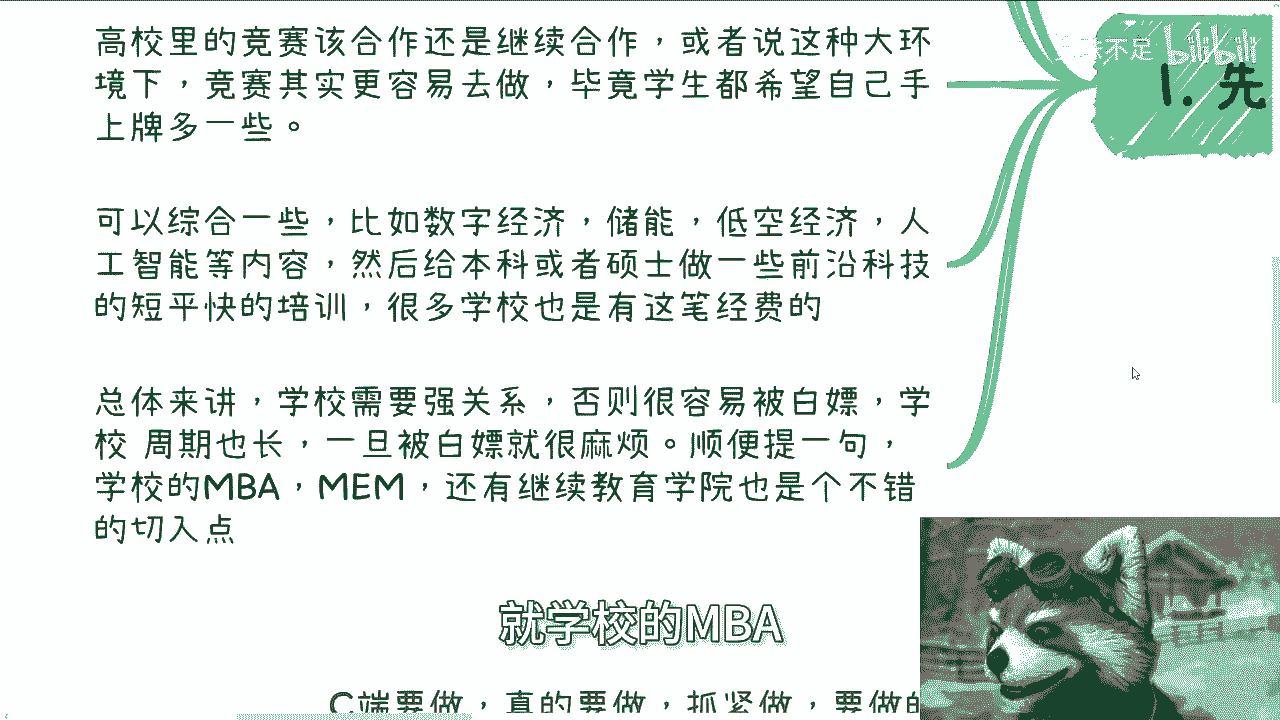 高校里的竞赛该合作还是继续合作，或者说这种大环
境下，竞赛其实更容易去做，毕竟学生都希望自己手
上牌多一些。
可以综合一些，比如数字经济，储能，低空经济，人
工智能等内容，然后给本科或者硕士做一些前沿科技
的短平快的培训，很多学校也是有这笔经费的
总体来讲，学校需要强关系，否则很容易被白嫖，学
校 周期也长，一旦被白嫖就很麻烦。顺便提一句，
学校的MBA，MEM，还有继续教育学院也是个不错
的切入点
1. 先
不足 bilibili
就学校的MBA
C端要做，真的要做，抓紧做，要做的